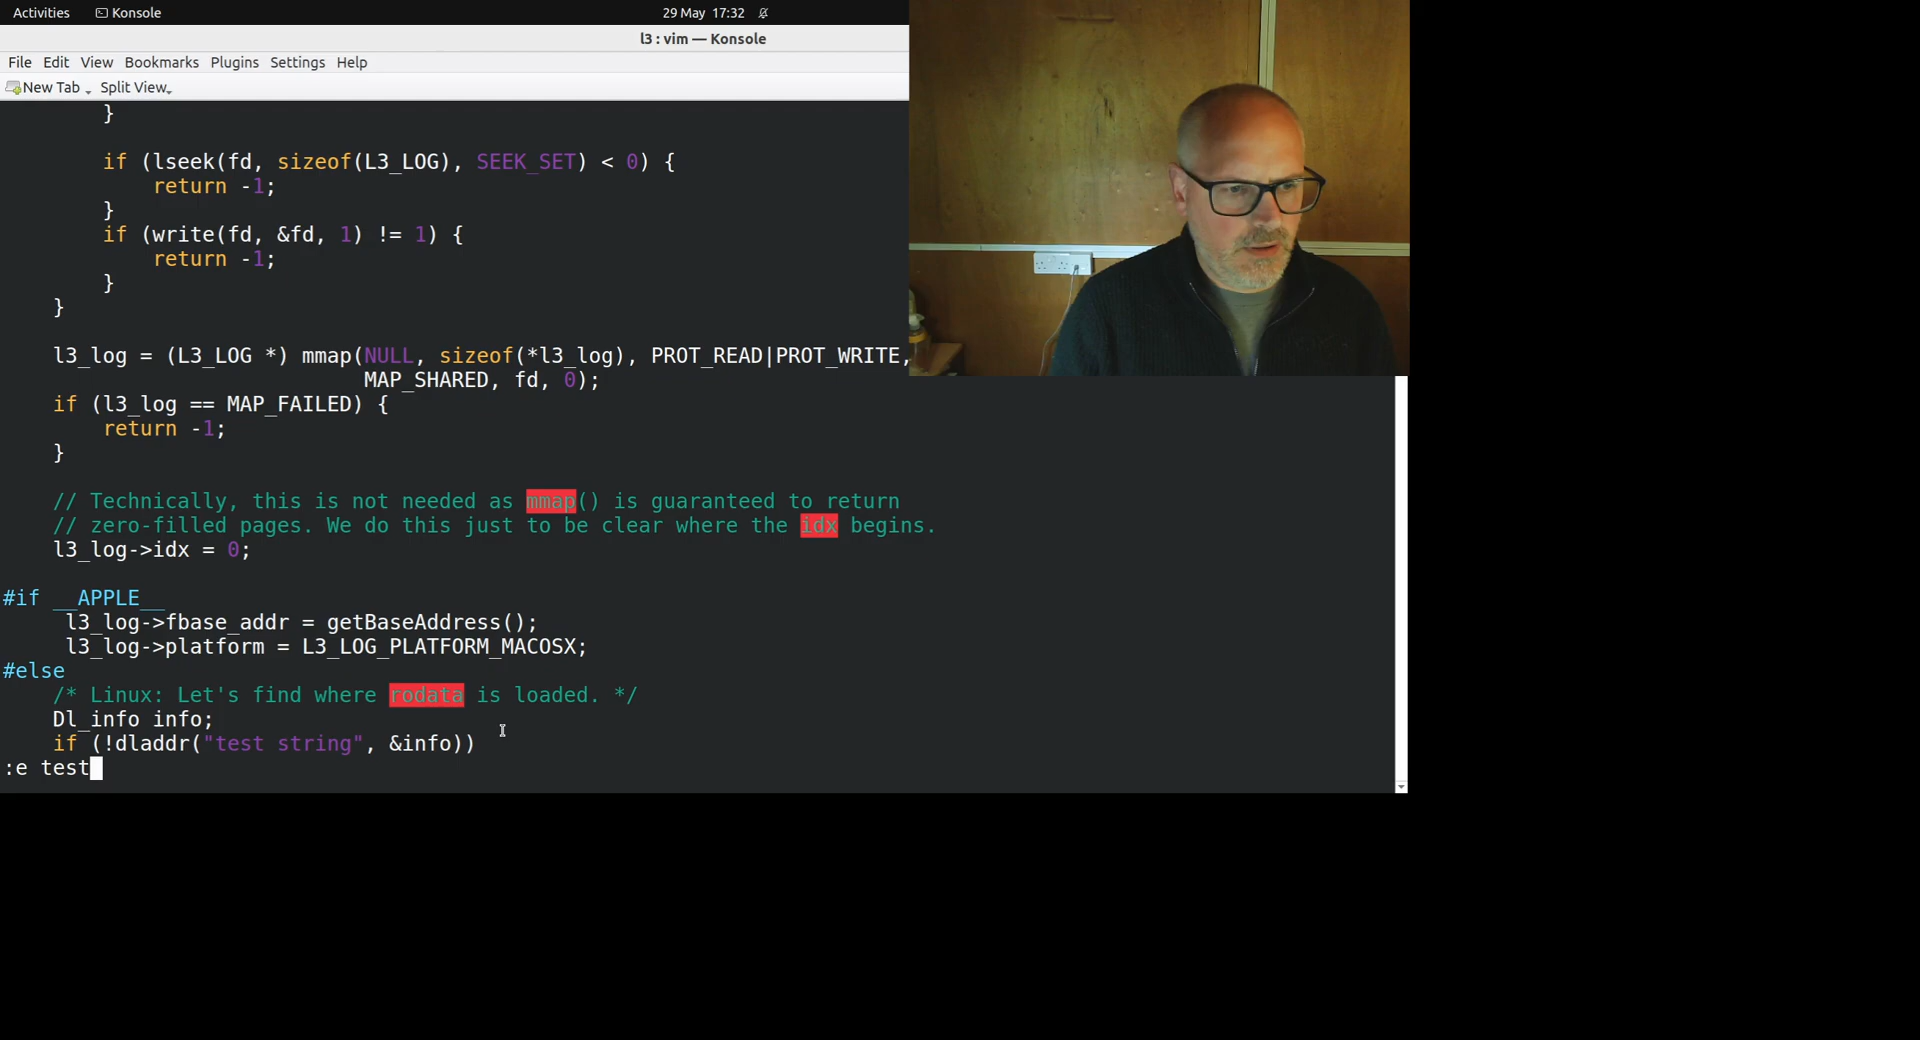 Activities Konsole 29 May 17:32
l3 : vim — Konsole
File Edit View Bookmarks Plugins Settings Help
New Tab Split View
}
if (lseek(fd, sizeof(L3_LOG), SEEK_SET) < 0) {
return -1;
}
if (write(fd, &fd, 1) != 1) {
return -1;
}
}
l3_log = (L3_LOG *) mmap(NULL, sizeof(*l3_log), PROT_READ|PROT_WRITE,
MAP_SHARED, fd, 0);
if (l3_log == MAP_FAILED) {
return -1;
}
// Technically, this is not needed as mmap() is guaranteed to return
// zero-filled pages. We do this just to be clear where the idx begins.
l3_log->idx = 0;
#if __APPLE__
l3_log->fbase_addr = getBaseAddress();
l3_log->platform = L3_LOG_PLATFORM_MACOSX;
#else
/* Linux: Let's find where rodata is loaded. */
Dl_info info;
if (!dladdr("test string", &info))
:e test